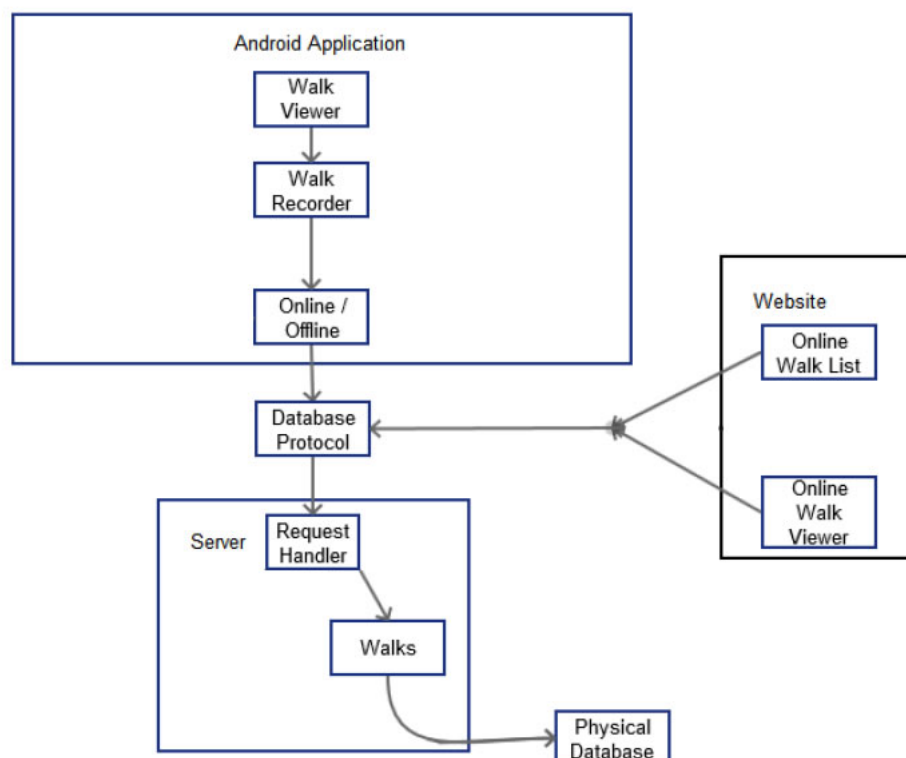 Android Application
Walk
Viewer
Walk
Recorder
Online /
Offline
Website
Online
Walk List
Database
Protocol
Online
Walk
Viewer
Server
Request
Handler
Walks
Physical
Database